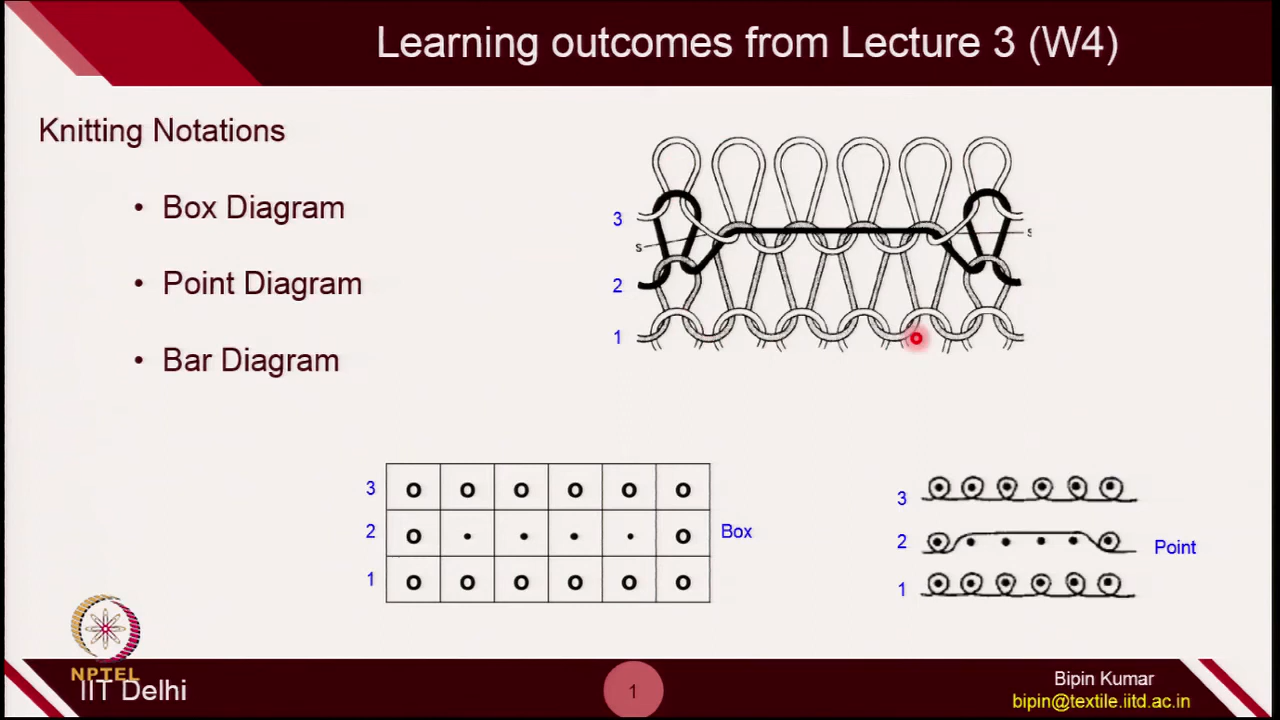 Learning outcomes from Lecture 3 (W4)
Knitting Notations
• Box Diagram
• Point Diagram
• Bar Diagram
3
s
s
2
1
3 o o o o o o
2 o • • • • o Box
1 o o o o o o
3
2
Point
1
NPTEL
IIT Delhi
1
Bipin Kumar
bipin@textile.iitd.ac.in